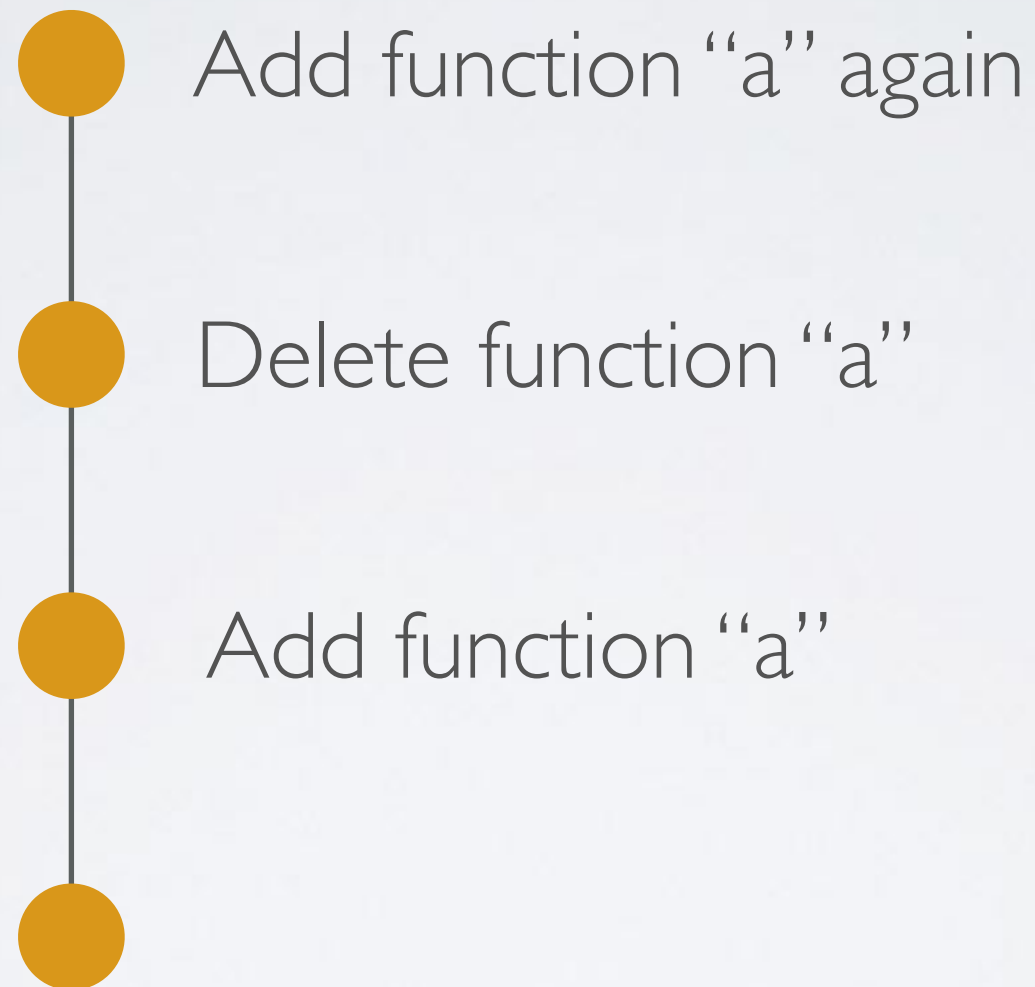 Add function “a” again
Delete function “a”
Add function “a”